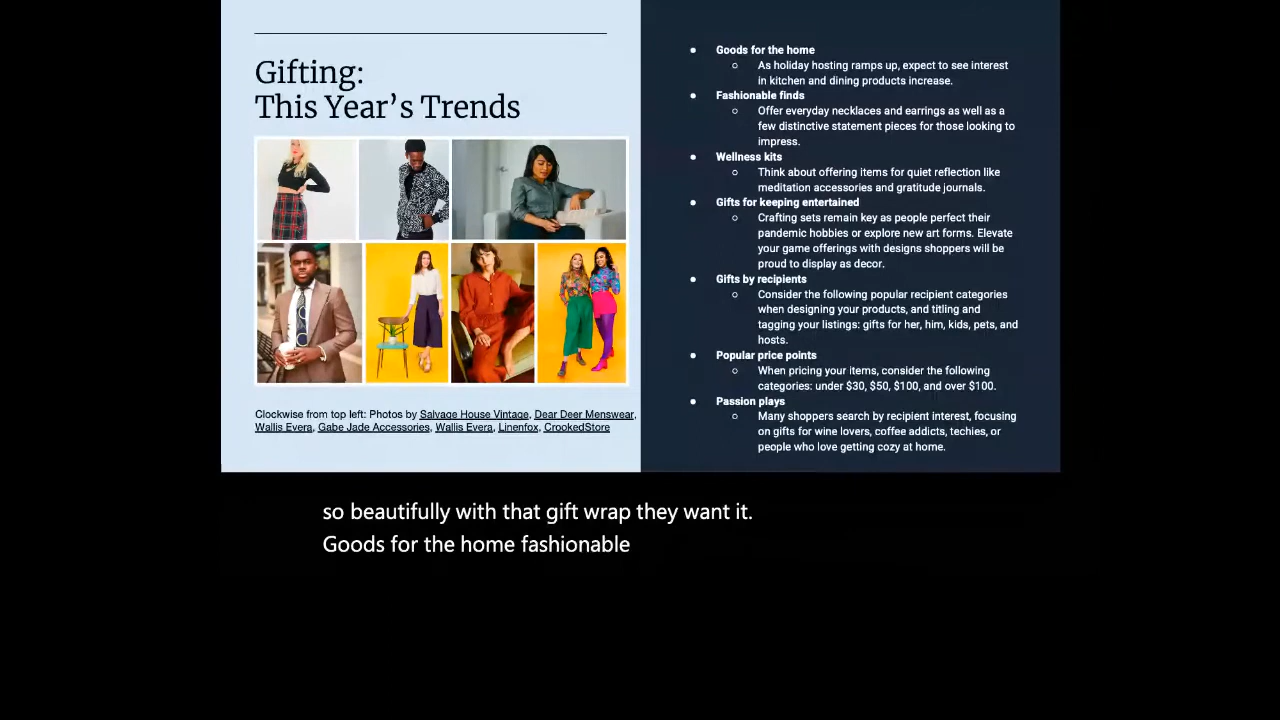 Gifting:
This Year’s Trends
Clockwise from top left: Photos by Salvage House Vintage, Dear Deer Menswear,
Wallis Evera, Gabe Jade Accessories, Wallis Evera, Linenfox, CrookedStore
● Goods for the home
○ As holiday hosting ramps up, expect to see interest
in kitchen and dining products increase.
● Fashionable finds
○ Offer everyday necklaces and earrings as well as a
few distinctive statement pieces for those looking to
impress.
● Wellness kits
○ Think about offering items for quiet reflection like
meditation accessories and gratitude journals.
● Gifts for keeping entertained
○ Crafting sets remain key as people perfect their
pandemic hobbies or explore new art forms. Elevate
your game offerings with designs shoppers will be
proud to display as decor.
● Gifts by recipients
○ Consider the following popular recipient categories
when designing your products, and titling and
tagging your listings: gifts for her, him, kids, pets, and
hosts.
● Popular price points
○ When pricing your items, consider the following
categories: under $30, $50, $100, and over $100.
● Passion plays
○ Many shoppers search by recipient interest, focusing
on gifts for wine lovers, coffee addicts, techies, or
people who love getting cozy at home.
so beautifully with that gift wrap they want it.
Goods for the home fashionable